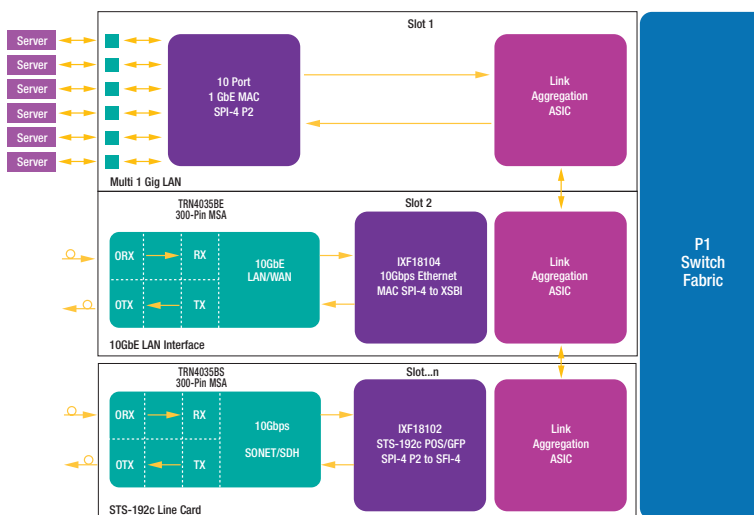 Slot 1
Server
Server
Server
Server
Server
Server
10 Port
1 GbE MAC
SPI-4 P2
Link
Aggregation
ASIC
Multi 1 Gig LAN
TRN4035BE
300-Pin MSA
Slot 2
ORX
RX
OTX
TX
10GbE
LAN/WAN
IXF18104
10Gbps Ethernet
MAC SPI-4 to XSBI
Link
Aggregation
ASIC
10GbE LAN Interface
TRN4035BS
300-Pin MSA
Slot...n
ORX
RX
OTX
TX
10Gbps
SONET/SDH
IXF18102
STS-192c POS/GFP
SPI-4 P2 to SFI-4
Link
Aggregation
ASIC
STS-192c Line Card
P1
Switch
Fabric